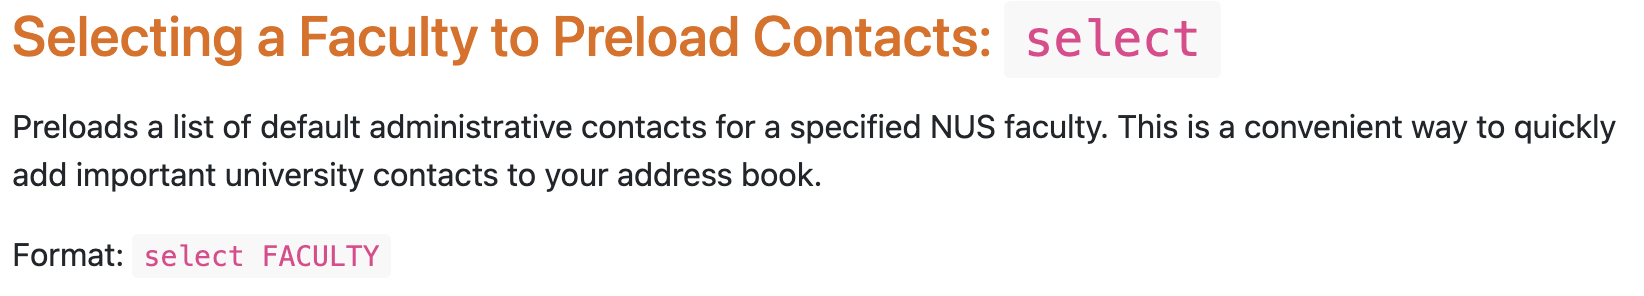 Selecting a Faculty to Preload Contacts: select
Preloads a list of default administrative contacts for a specified NUS faculty. This is a convenient way to quickly
add important university contacts to your address book.
Format: select FACULTY